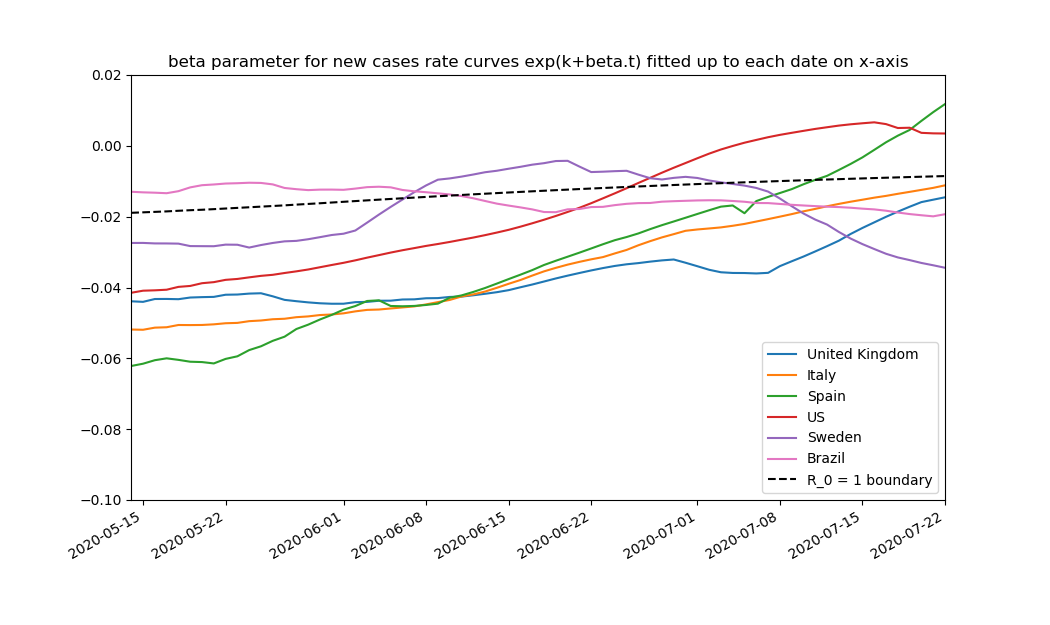 beta parameter for new cases rate curves exp(k+beta.t) fitted up to each date on x-axis
0.02
0.00
−0.02
−0.04
−0.06
−0.08
−0.10
United Kingdom
Italy
Spain
US
Sweden
Brazil
R_0 = 1 boundary
2020-05-15
2020-05-22
2020-06-01
2020-06-08
2020-06-15
2020-06-22
2020-07-01
2020-07-08
2020-07-15
2020-07-22